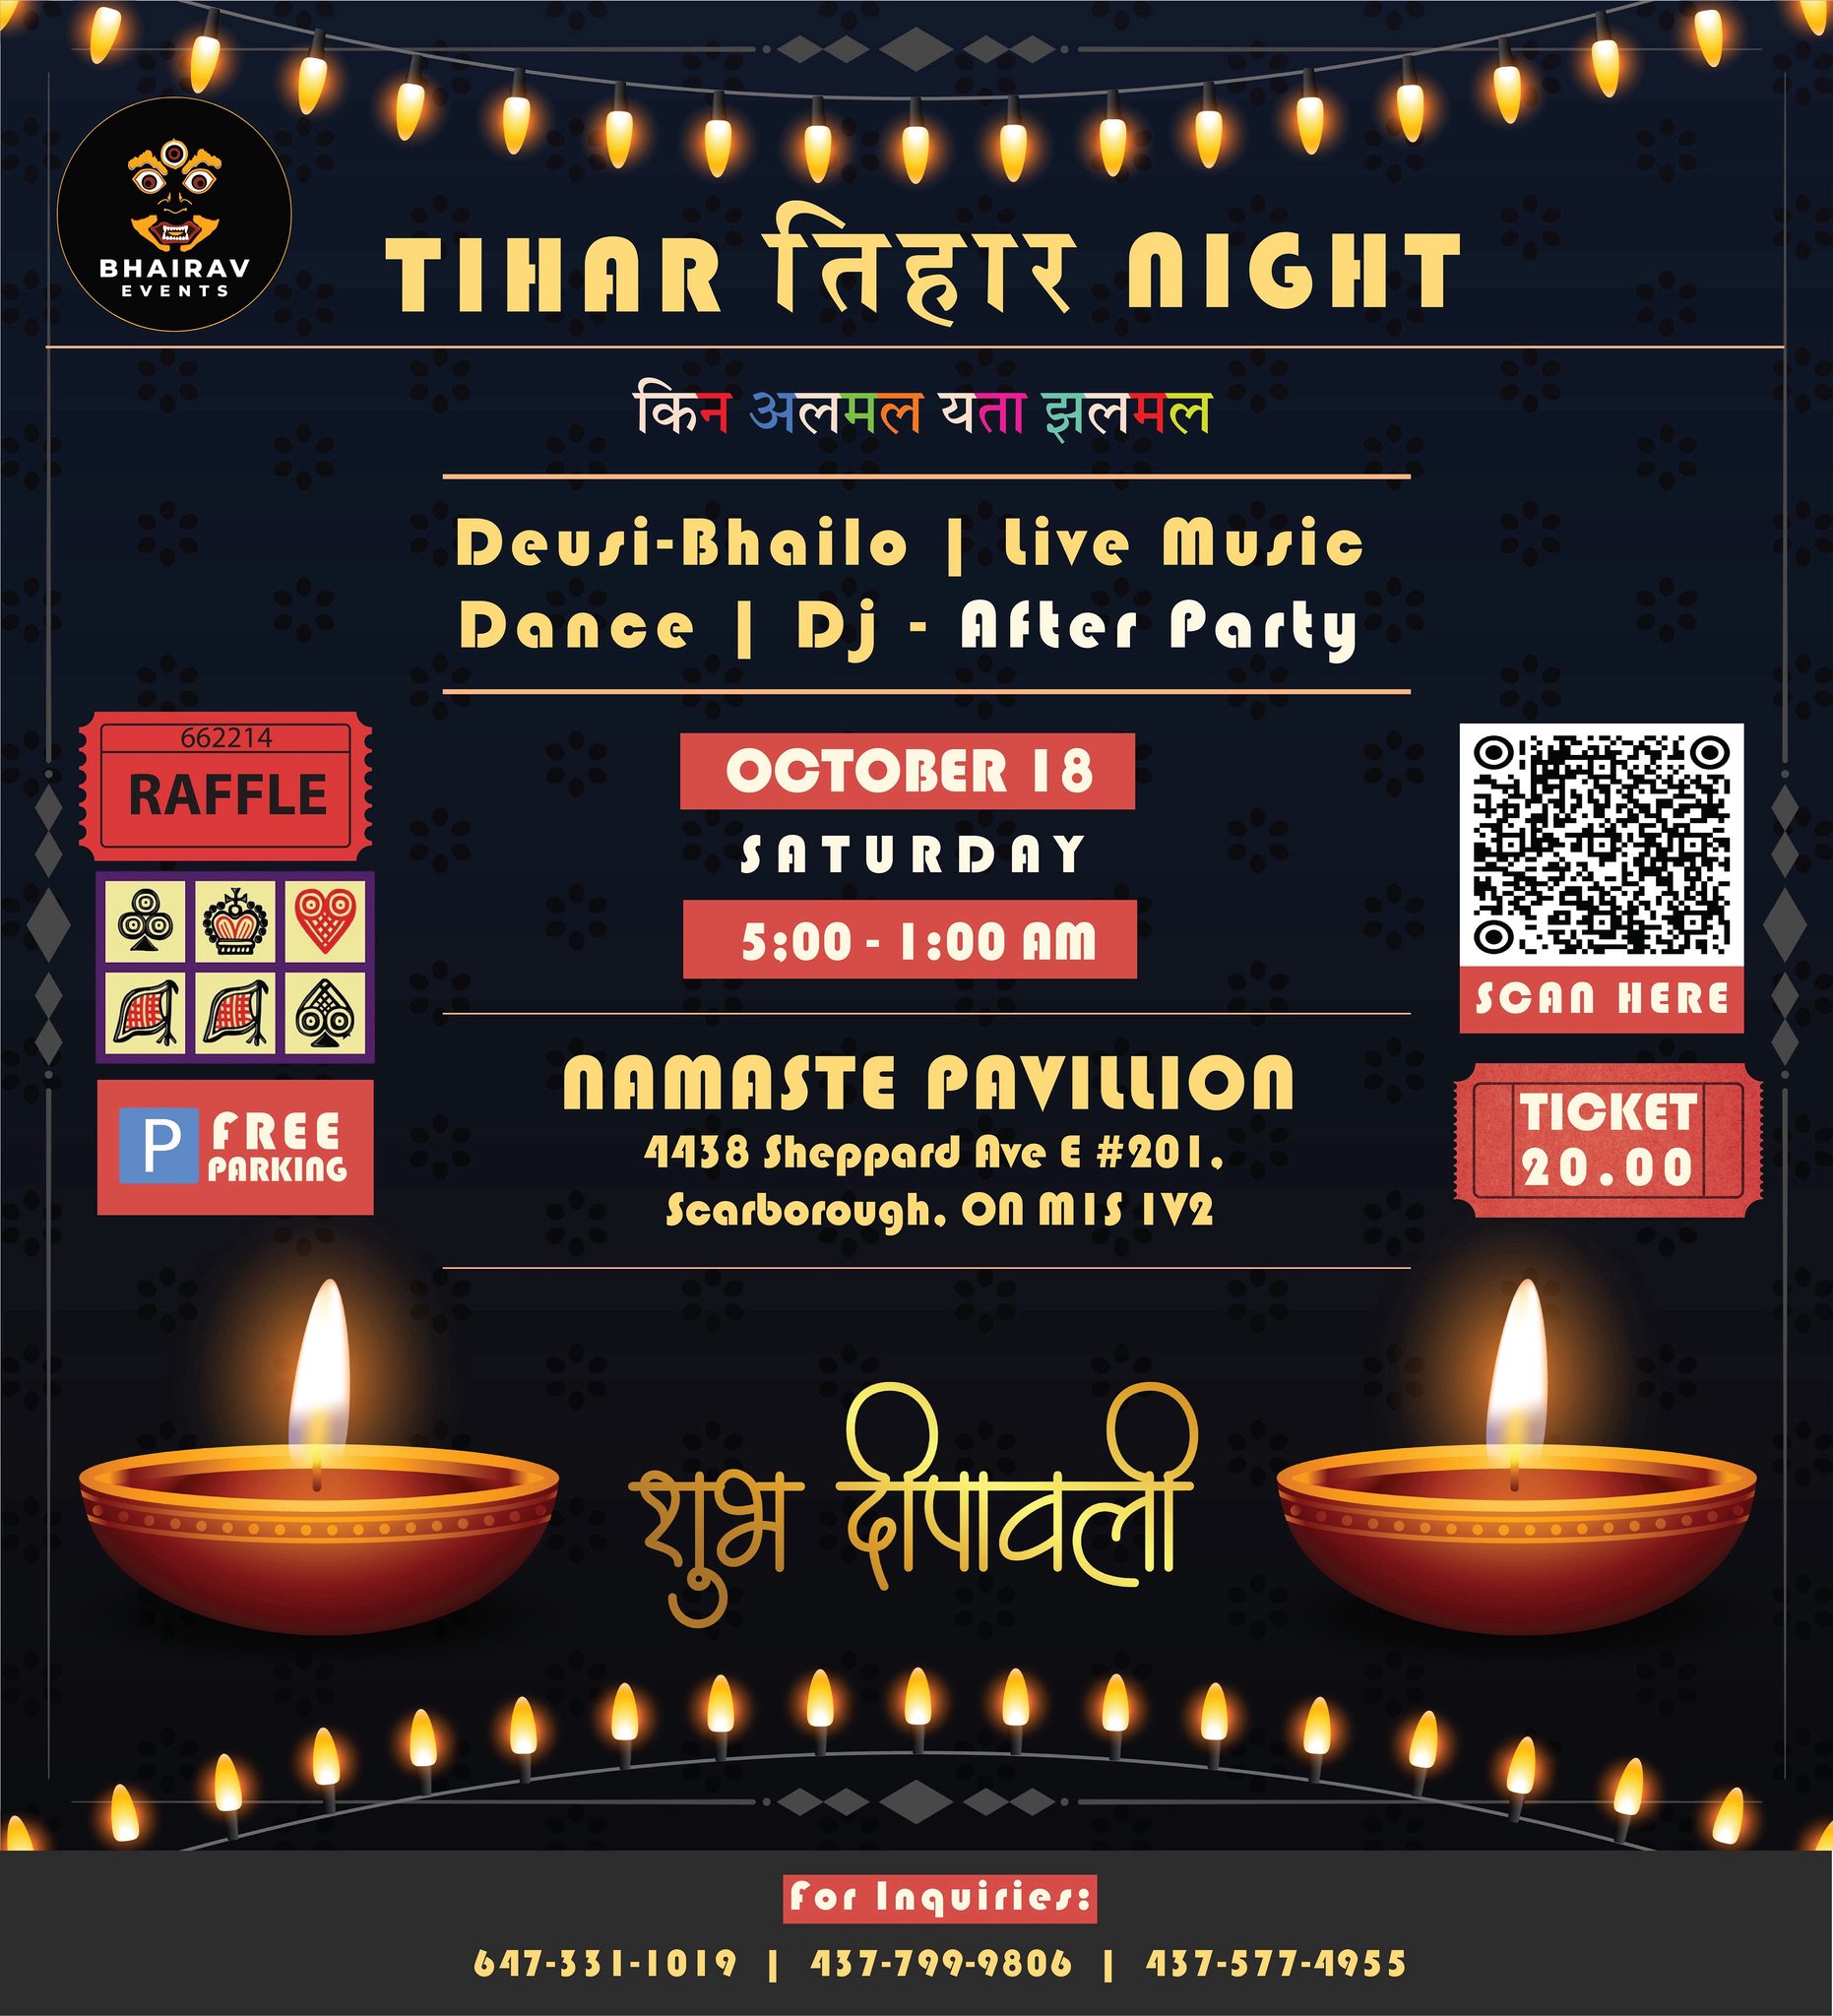 BHAIRAV
EVENTS
TIHAR तिहार NIGHT
किन अलमल यता झलमल
Deusi-Bhailo | Live Music
Dance | Dj - After Party
662214
RAFFLE
OCTOBER 18
SATURDAY
5:00 - 1:00 AM
SCAN HERE
NAMASTE PAVILLION
4438 Sheppard Ave E #201,
Scarborough, ON M1S 1V2
P FREE
PARKING
TICKET
20.00
शुभ दीपावली
For Inquiries:
647-331-1019 | 437-799-9806 | 437-577-4955